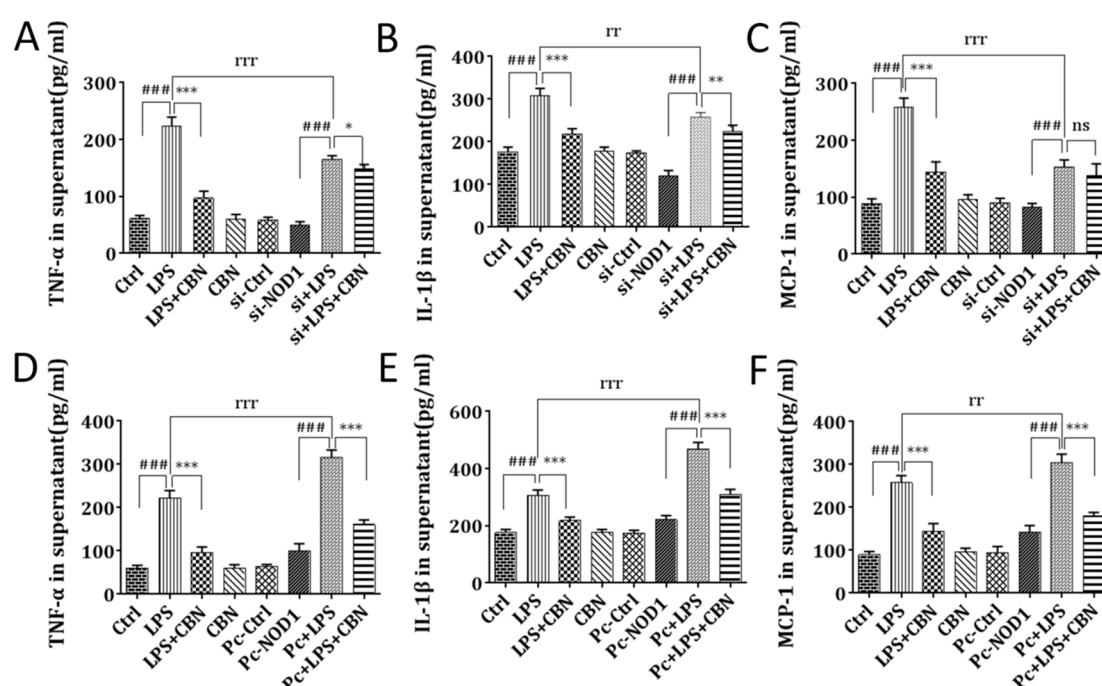 A
rrr
### ***
### *
TNF-α in supernatant(pg/ml)
300
200
100
0
Ctrl
LPS
LPS+CBN
CBN
si-Ctrl
si-NOD1
si+LPS
si+LPS+CBN
B
rr
### ***
### **
IL-1β in supernatant(pg/ml)
400
300
200
100
0
Ctrl
LPS
LPS+CBN
CBN
si-Ctrl
si-NOD1
si+LPS
si+LPS+CBN
C
rrr
### ***
### ns
MCP-1 in supernatant(pg/ml)
300
200
100
0
Ctrl
LPS
LPS+CBN
CBN
si-Ctrl
si-NOD1
si+LPS
si+LPS+CBN
D
rrr
### ***
### ***
TNF-α in supernatant(pg/ml)
400
300
200
100
0
Ctrl
LPS
LPS+CBN
CBN
Pc-Ctrl
Pc-NOD1
Pc+LPS
Pc+LPS+CBN
E
rrr
### ***
### ***
IL-1β in supernatant(pg/ml)
600
400
200
0
Ctrl
LPS
LPS+CBN
CBN
Pc-Ctrl
Pc-NOD1
Pc+LPS
Pc+LPS+CBN
F
rr
### ***
### ***
MCP-1 in supernatant(pg/ml)
400
300
200
100
0
Ctrl
LPS
LPS+CBN
CBN
Pc-Ctrl
Pc-NOD1
Pc+LPS
Pc+LPS+CBN